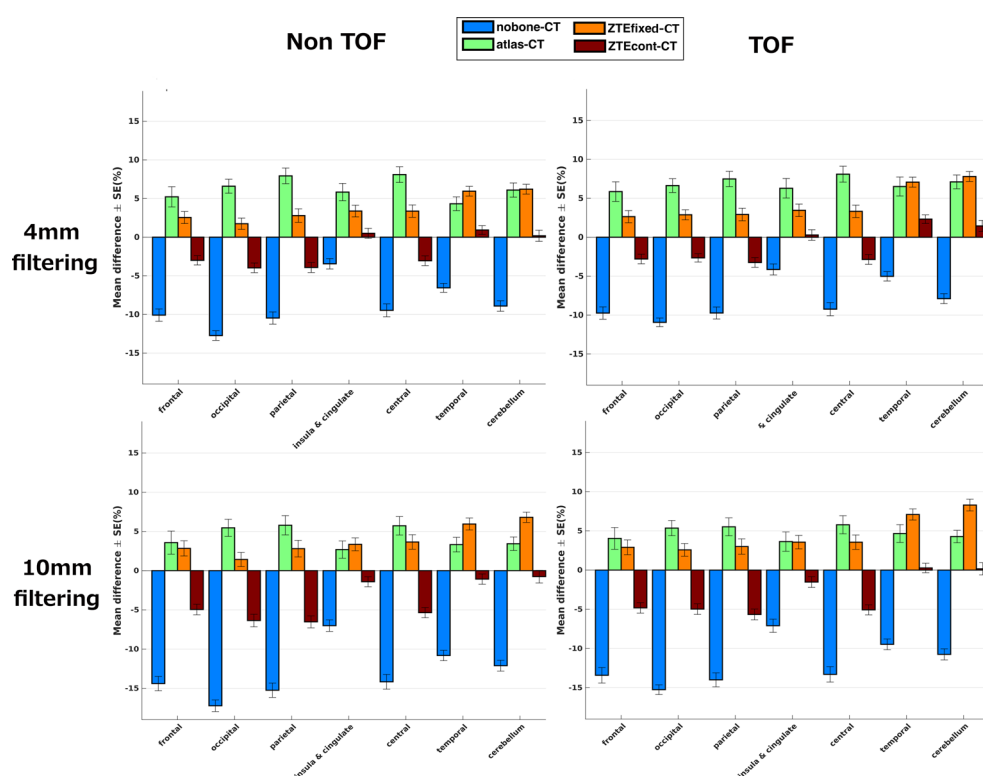 Non TOF
nobone-CT
ZTEfixed-CT
atlas-CT
ZTEcont-CT
TOF
4mm
filtering
Mean difference ± SE(%)
15
10
5
0
-5
-10
-15
frontal
occipital
parietal
insula & cingulate
central
temporal
cerebellum
Mean difference ± SE(%)
15
10
5
0
-5
-10
-15
frontal
occipital
parietal
& cingulate
central
temporal
cerebellum
10mm
filtering
Mean difference ± SE(%)
15
10
5
0
-5
-10
-15
frontal
occipital
parietal
insula & cingulate
central
temporal
cerebellum
Mean difference ± SE(%)
15
10
5
0
-5
-10
-15
frontal
occipital
parietal
insula & cingulate
central
temporal
cerebellum